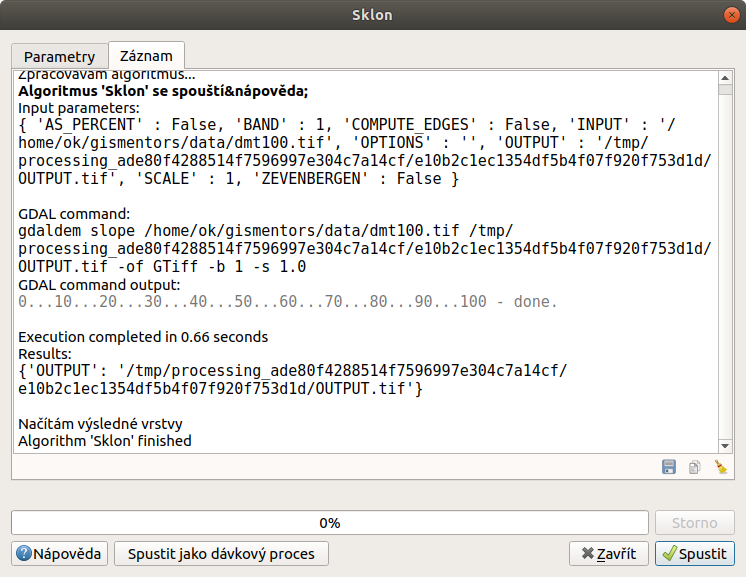 Sklon
Parametry
Záznam
Zpracovávám algoritmus…
Algoritmus 'Sklon' se spouští&nápověda;
Input parameters:
{ 'AS_PERCENT' : False, 'BAND' : 1, 'COMPUTE_EDGES' : False, 'INPUT' : '/
home/ok/gismentors/data/dmt100.tif', 'OPTIONS' : '', 'OUTPUT' : '/tmp/
processing_ade80f4288514f7596997e304c7a14cf/e10b2c1ec1354df5b4f07f920f753d1d/
OUTPUT.tif', 'SCALE' : 1, 'ZEVENBERGEN' : False }
GDAL command:
gdaldem slope /home/ok/gismentors/data/dmt100.tif /tmp/
processing_ade80f4288514f7596997e304c7a14cf/e10b2c1ec1354df5b4f07f920f753d1d/
OUTPUT.tif -of GTiff -b 1 -s 1.0
GDAL command output:
0...10...20...30...40...50...60...70...80...90...100 - done.
Execution completed in 0.66 seconds
Results:
{'OUTPUT': '/tmp/processing_ade80f4288514f7596997e304c7a14cf/
e10b2c1ec1354df5b4f07f920f753d1d/OUTPUT.tif'}
Načítám výsledné vrstvy
Algorithm 'Sklon' finished
0%
Storno
Nápověda
Spustit jako dávkový proces
Zavřít
Spustit